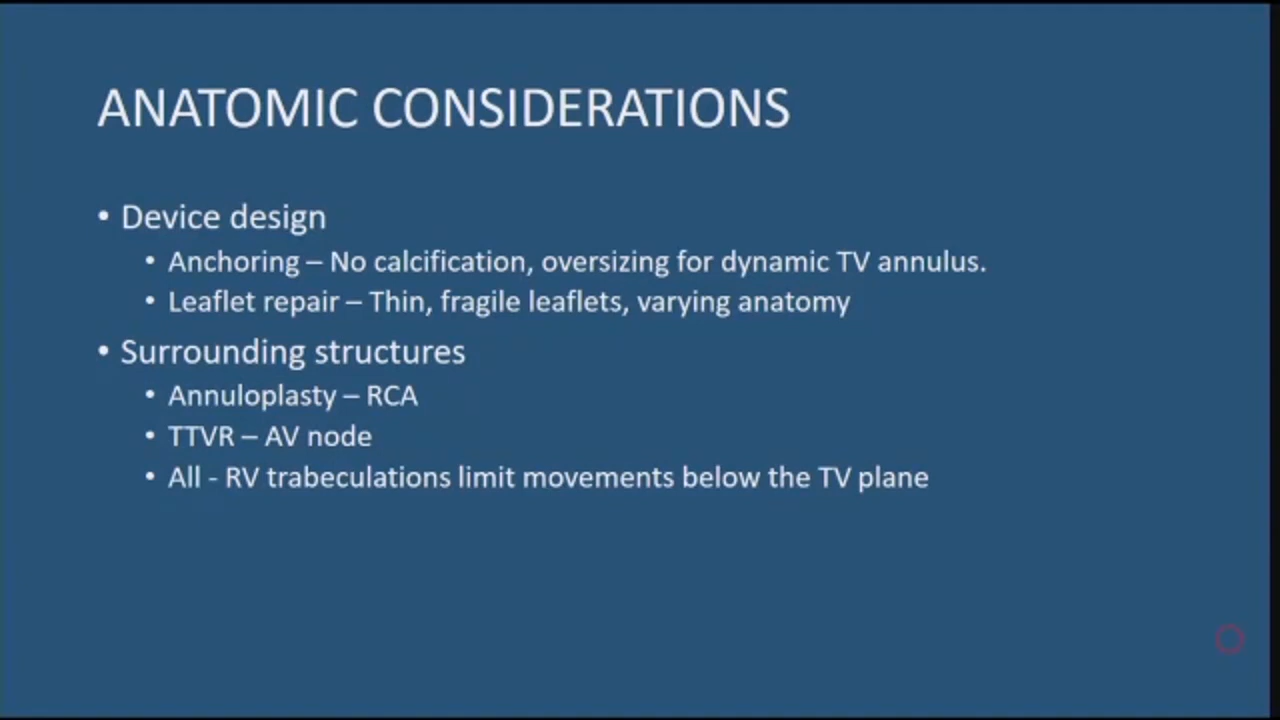 ANATOMIC CONSIDERATIONS
• Device design
• Anchoring – No calcification, oversizing for dynamic TV annulus.
• Leaflet repair – Thin, fragile leaflets, varying anatomy
• Surrounding structures
• Annuloplasty – RCA
• TTVR – AV node
• All - RV trabeculations limit movements below the TV plane